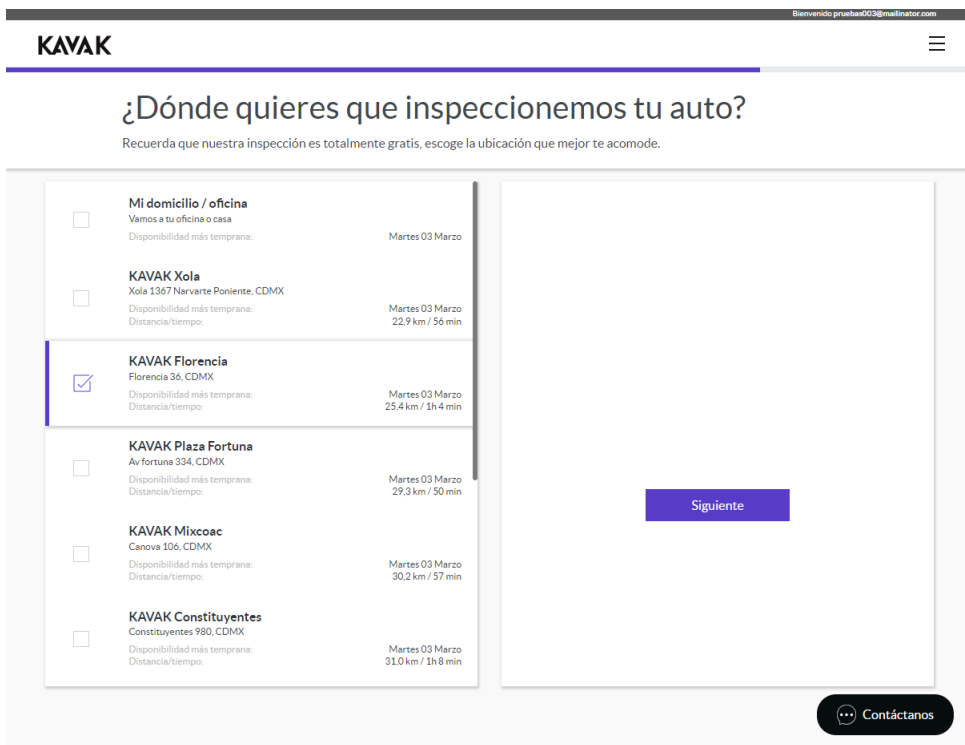 Bienvenido pruebas003@mailinator.com
KAVAK
¿Dónde quieres que inspeccionemos tu auto?
Recuerda que nuestra inspección es totalmente gratis, escoge la ubicación que mejor te acomode.
Mi domicilio / oficina
Vamos a tu oficina o casa
Disponibilidad más temprana: Martes 03 Marzo
KAVAK Xola
Xola 1367 Narvarte Poniente, CDMX
Disponibilidad más temprana: Martes 03 Marzo
Distancia/tiempo: 22,9 km / 56 min
KAVAK Florencia
Florencia 36, CDMX
Disponibilidad más temprana: Martes 03 Marzo
Distancia/tiempo: 25,4 km / 1h 4 min
KAVAK Plaza Fortuna
Av fortuna 334, CDMX
Disponibilidad más temprana: Martes 03 Marzo
Distancia/tiempo: 29,3 km / 50 min
KAVAK Mixcoac
Canova 106, CDMX
Disponibilidad más temprana: Martes 03 Marzo
Distancia/tiempo: 30,2 km / 57 min
KAVAK Constituyentes
Constituyentes 980, CDMX
Disponibilidad más temprana: Martes 03 Marzo
Distancia/tiempo: 31,0 km / 1h 8 min
Siguiente
Contáctanos